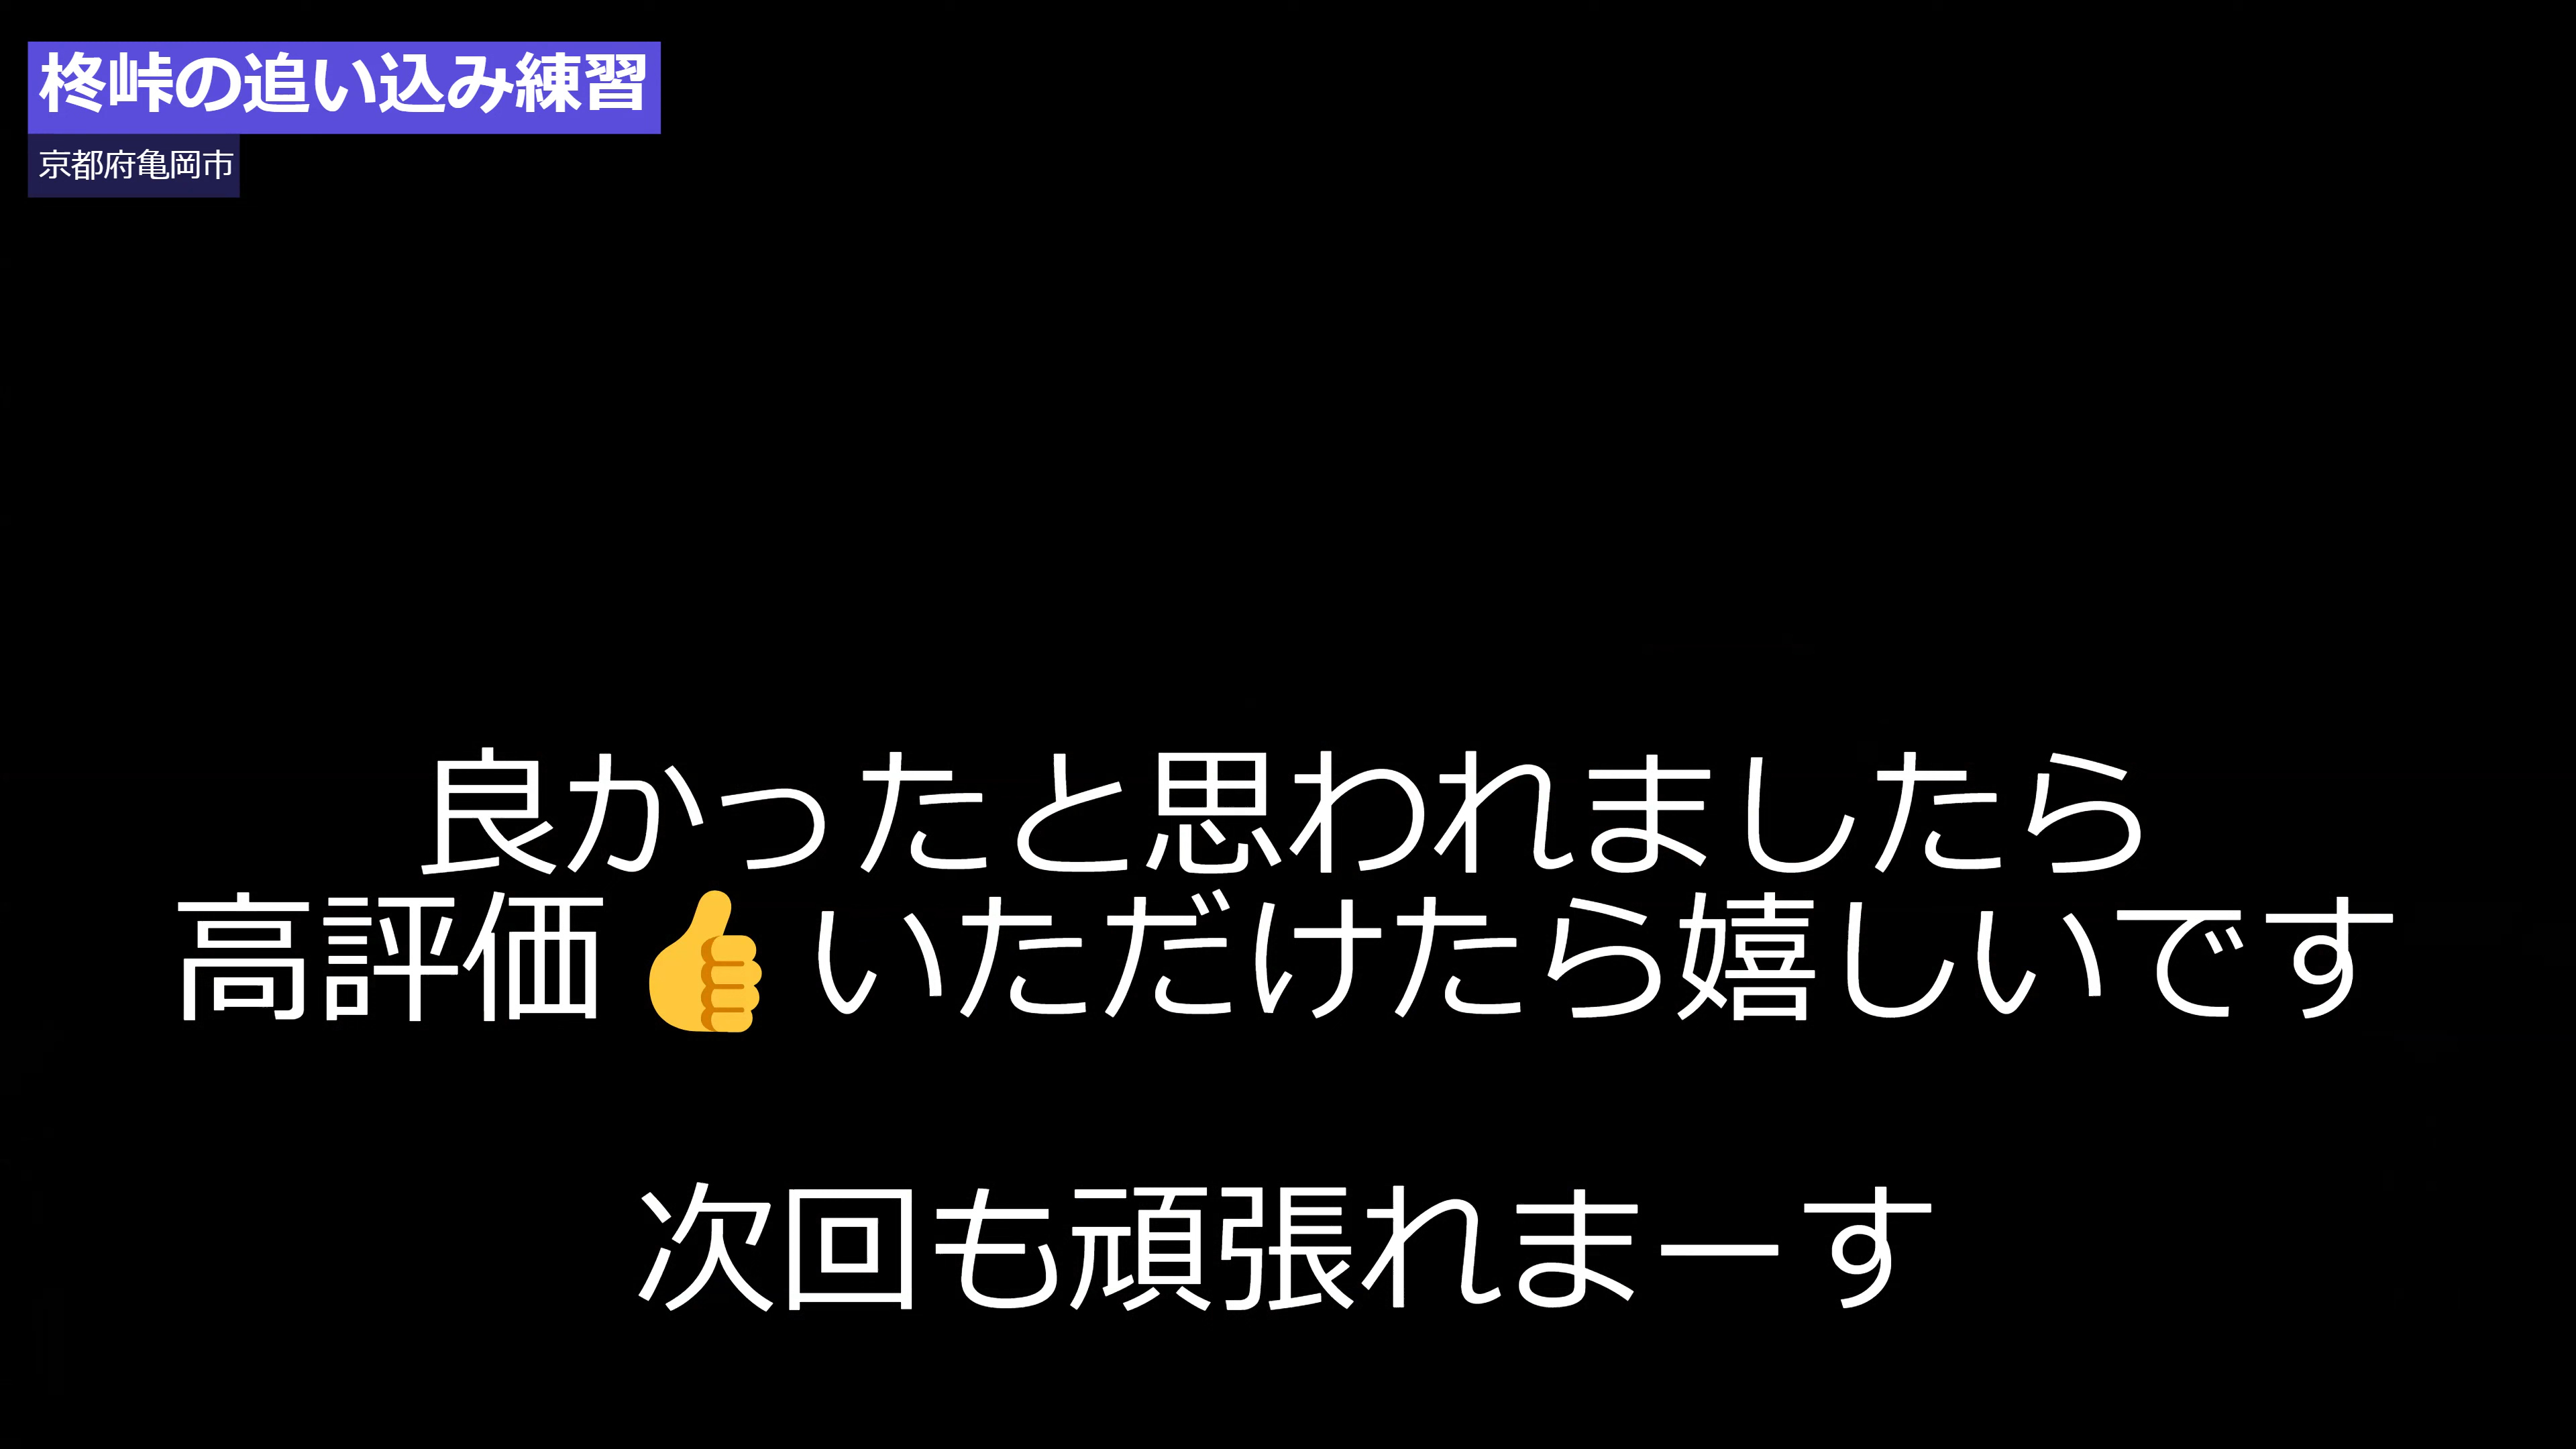 柊峠の追い込み練習
京都府亀岡市
良かったと思われましたら
高評価👍いただけたら嬉しいです
次回も頑張れまーす